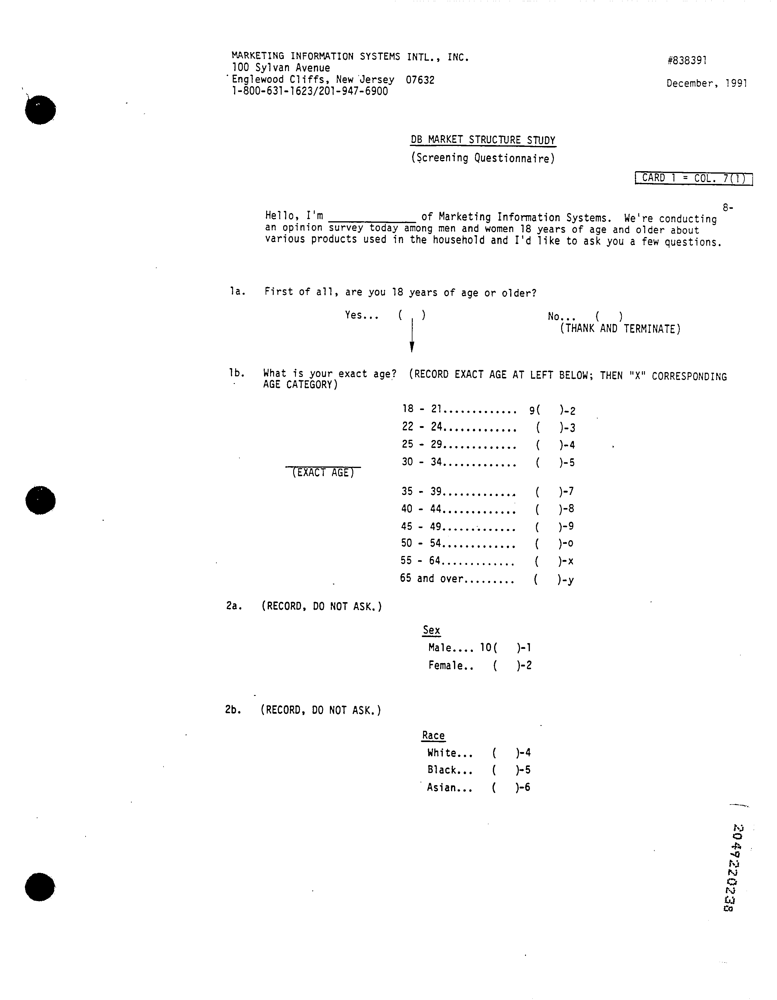 MARKETING INFORMATION SYSTEMS INTL., INC.
100 Sylvan Avenue
Englewood Cliffs, New Jersey 07632
1-800-631-1623/201-947-6900
#838391
December, 1991
DB MARKET STRUCTURE STUDY
(Screening Questionnaire)
CARD 1 = COL. 7(1)
8-
Hello, I'm ______________ of Marketing Information Systems. We're conducting
an opinion survey today among men and women 18 years of age and older about
various products used in the household and I'd like to ask you a few questions.
1a. First of all, are you 18 years of age or older?
Yes... ( ) No... ( )
(THANK AND TERMINATE)
1b. What is your exact age? (RECORD EXACT AGE AT LEFT BELOW; THEN "X" CORRESPONDING
AGE CATEGORY)
18 - 21............. 9( )-2
22 - 24............. ( )-3
25 - 29............. ( )-4
30 - 34............. ( )-5
(EXACT AGE)
35 - 39............. ( )-7
40 - 44............. ( )-8
45 - 49............. ( )-9
50 - 54............. ( )-o
55 - 64............. ( )-x
65 and over......... ( )-y
2a. (RECORD, DO NOT ASK.)
Sex
Male.... 10( )-1
Female.. ( )-2
2b. (RECORD, DO NOT ASK.)
Race
White... ( )-4
Black... ( )-5
Asian... ( )-6
2049220238